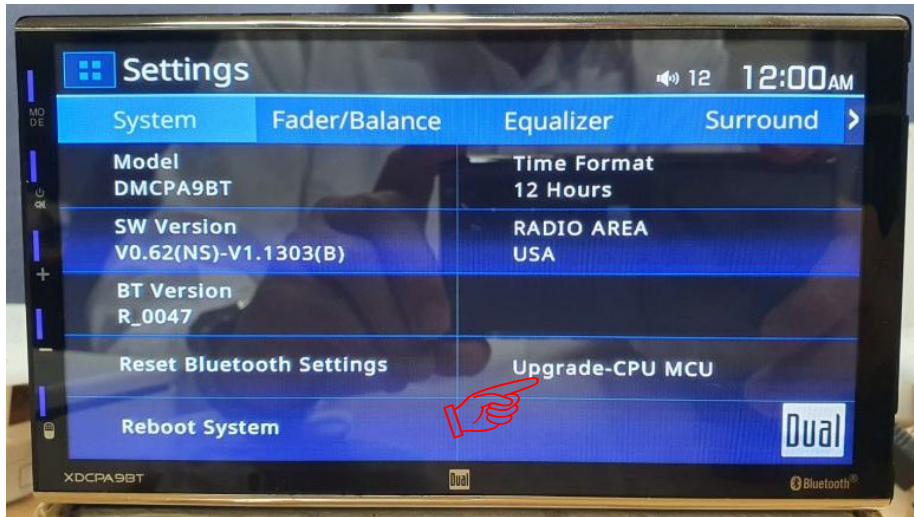 Settings
12 12:00AM
System Fader/Balance Equalizer Surround >
Model
DMCPA9BT
Time Format
12 Hours
SW Version
V0.62(NS)-V1.1303(B)
RADIO AREA
USA
BT Version
R_0047
Reset Bluetooth Settings
Upgrade-CPU MCU
Reboot System
Dual
MO
DE
+
-
XDCPA9BT
Dual
Bluetooth®